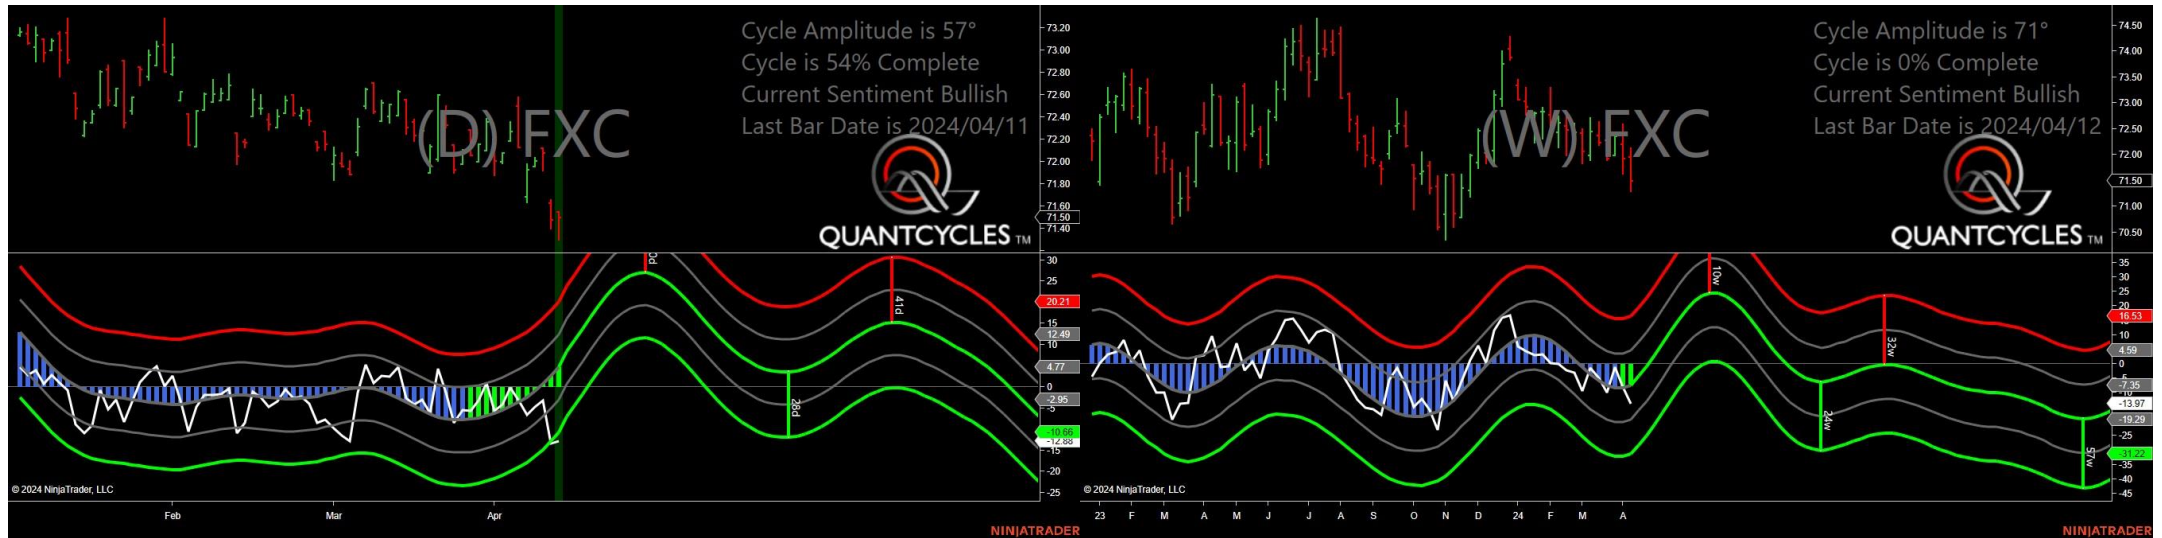 Cycle Amplitude is 57°
Cycle is 54% Complete
Current Sentiment Bullish
Last Bar Date is 2024/04/11
(D) FXC
QUANTCYCLES TM
73.20
73.00
72.80
72.60
72.40
72.20
72.00
71.80
71.60
71.50
71.40
0d
41d
28d
30
25
20.21
15
12.49
10
4.77
0
-2.95
-5
-10.66
-12.88
-15
-20
-25
© 2024 NinjaTrader, LLC
Feb Mar Apr
NINJATRADER
Cycle Amplitude is 71°
Cycle is 0% Complete
Current Sentiment Bullish
Last Bar Date is 2024/04/12
(W) FXC
QUANTCYCLES TM
74.50
74.00
73.50
73.00
72.50
72.00
71.50
71.00
70.50
10w
32w
24w
57w
35
30
25
20
16.53
10
4.59
0
-7.35
-10
-13.97
-19.29
-25
-31.22
-35
-40
-45
© 2024 NinjaTrader, LLC
23 F M A M J J A S O N D 24 F M A
NINJATRADER